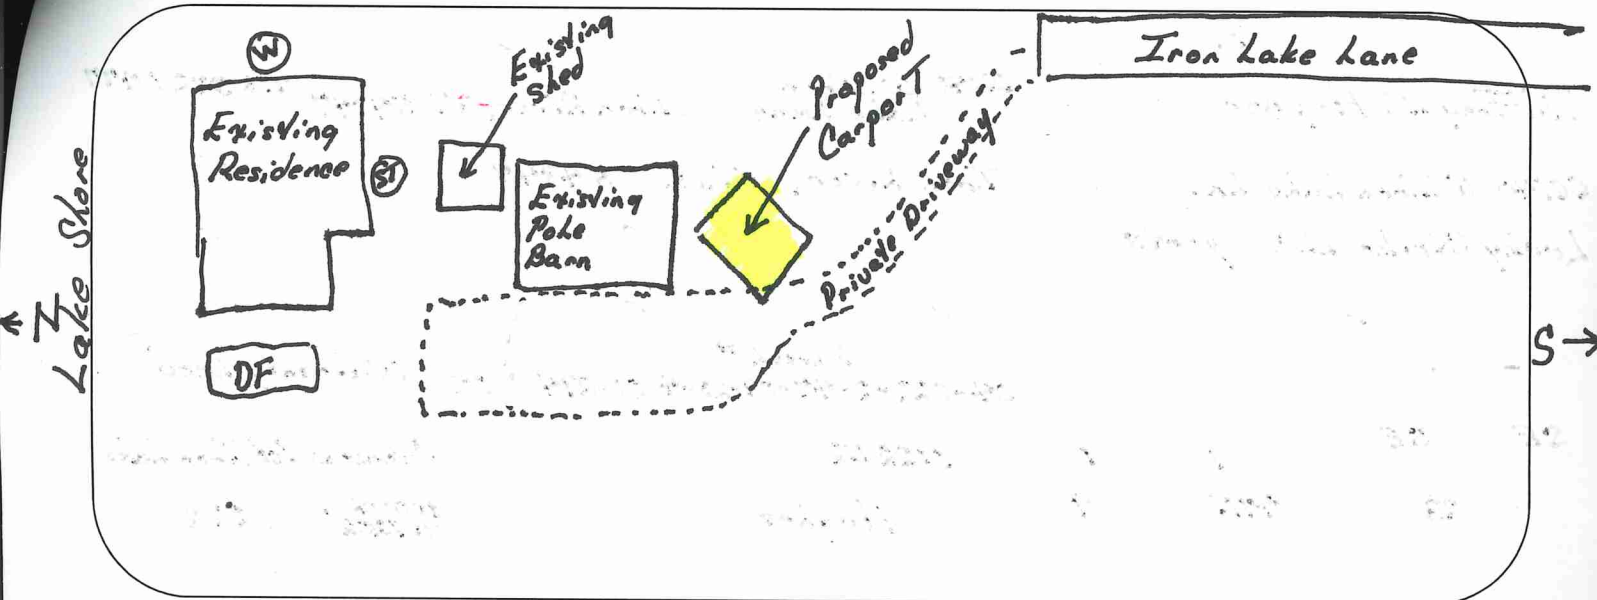 W
Existing
Shed
Proposed
Carport
Iron Lake Lane
Existing
Residence
ST
Existing
Pole
Barn
Private Driveway
Lake Shore
N
S
DF